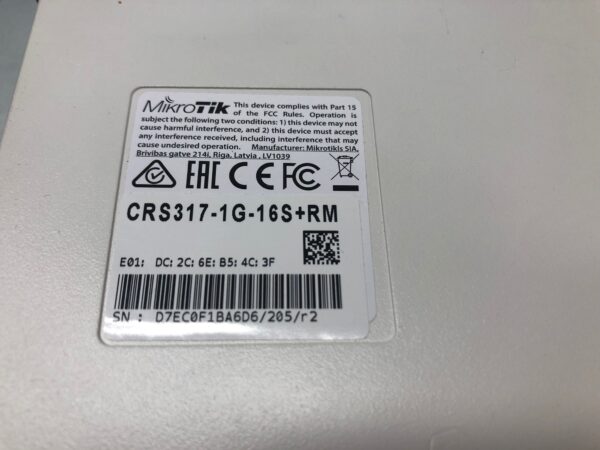 MikroTik This device complies with Part 15
of the FCC Rules. Operation is
subject the following two conditions: 1) this device may not
cause harmful interference, and 2) this device must accept
any interference received, including interference that may
cause undesired operation. Manufacturer: Mikrotikls SIA,
Brivibas gatve 214i, Riga, Latvia , LV1039
EAC CE FC
CRS317-1G-16S+RM
E01: DC: 2C: 6E: B5: 4C: 3F
SN : D7EC0F1BA6D6/205/r2